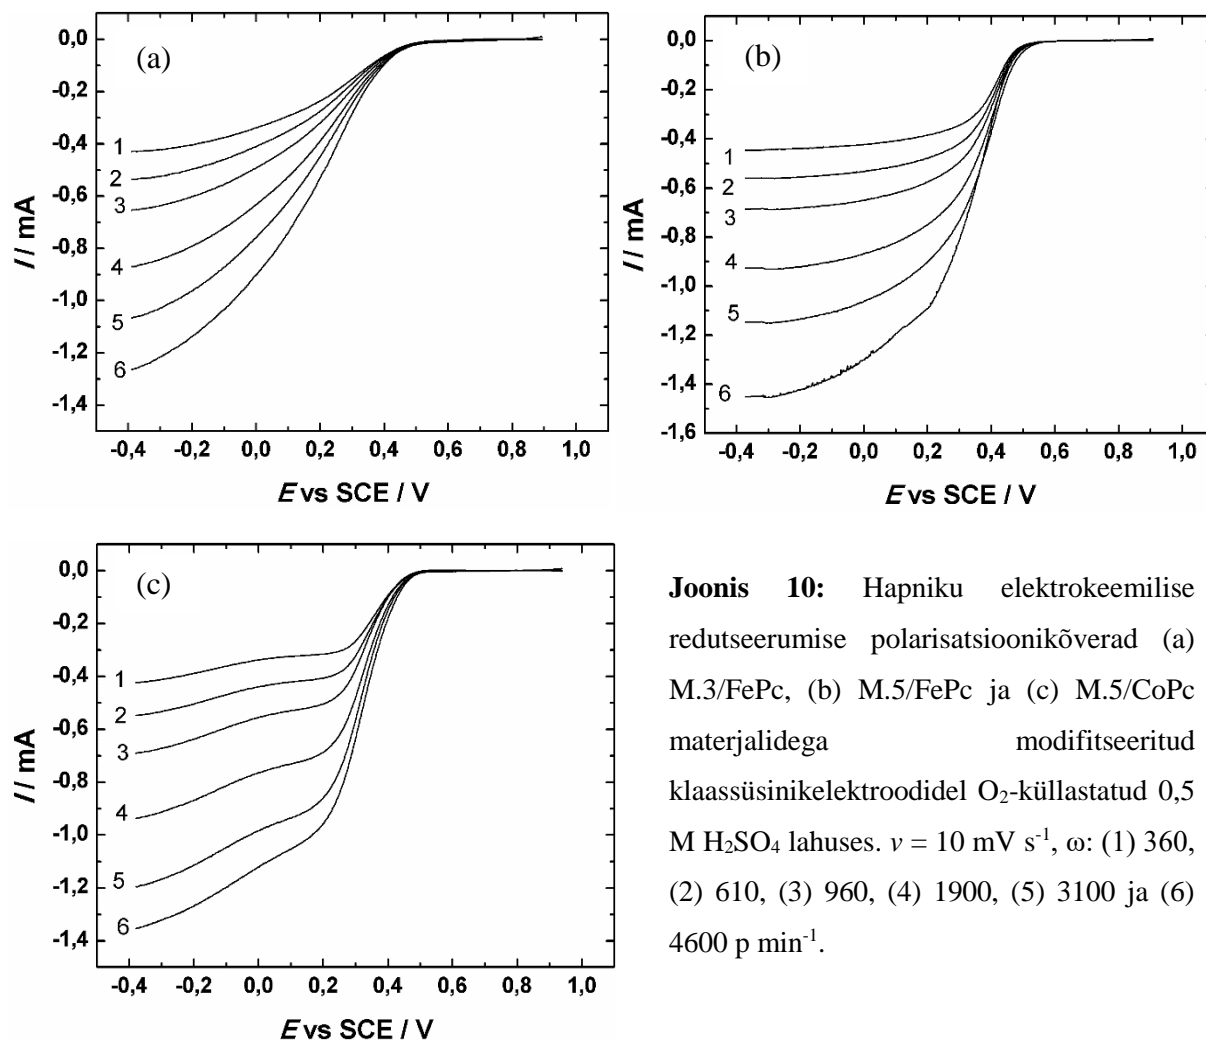 (a)
0,0
-0,2
-0,4
-0,6
-0,8
-1,0
-1,2
-1,4
I / mA
1
2
3
4
5
6
-0,4 -0,2 0,0 0,2 0,4 0,6 0,8 1,0
E vs SCE / V
(b)
0,0
-0,2
-0,4
-0,6
-0,8
-1,0
-1,2
-1,4
-1,6
I / mA
1
2
3
4
5
6
-0,4 -0,2 0,0 0,2 0,4 0,6 0,8 1,0
E vs SCE / V
(c)
0,0
-0,2
-0,4
-0,6
-0,8
-1,0
-1,2
-1,4
I / mA
1
2
3
4
5
6
-0,4 -0,2 0,0 0,2 0,4 0,6 0,8 1,0
E vs SCE / V
Joonis 10: Hapniku elektrokeemilise
redutseerumise polarisatsioonikõverad (a)
M.3/FePc, (b) M.5/FePc ja (c) M.5/CoPc
materjalidega modifitseeritud
klaassüsinikelektroodidel O₂-küllastatud 0,5
M H₂SO₄ lahuses. ν = 10 mV s⁻¹, ω: (1) 360,
(2) 610, (3) 960, (4) 1900, (5) 3100 ja (6)
4600 p min⁻¹.